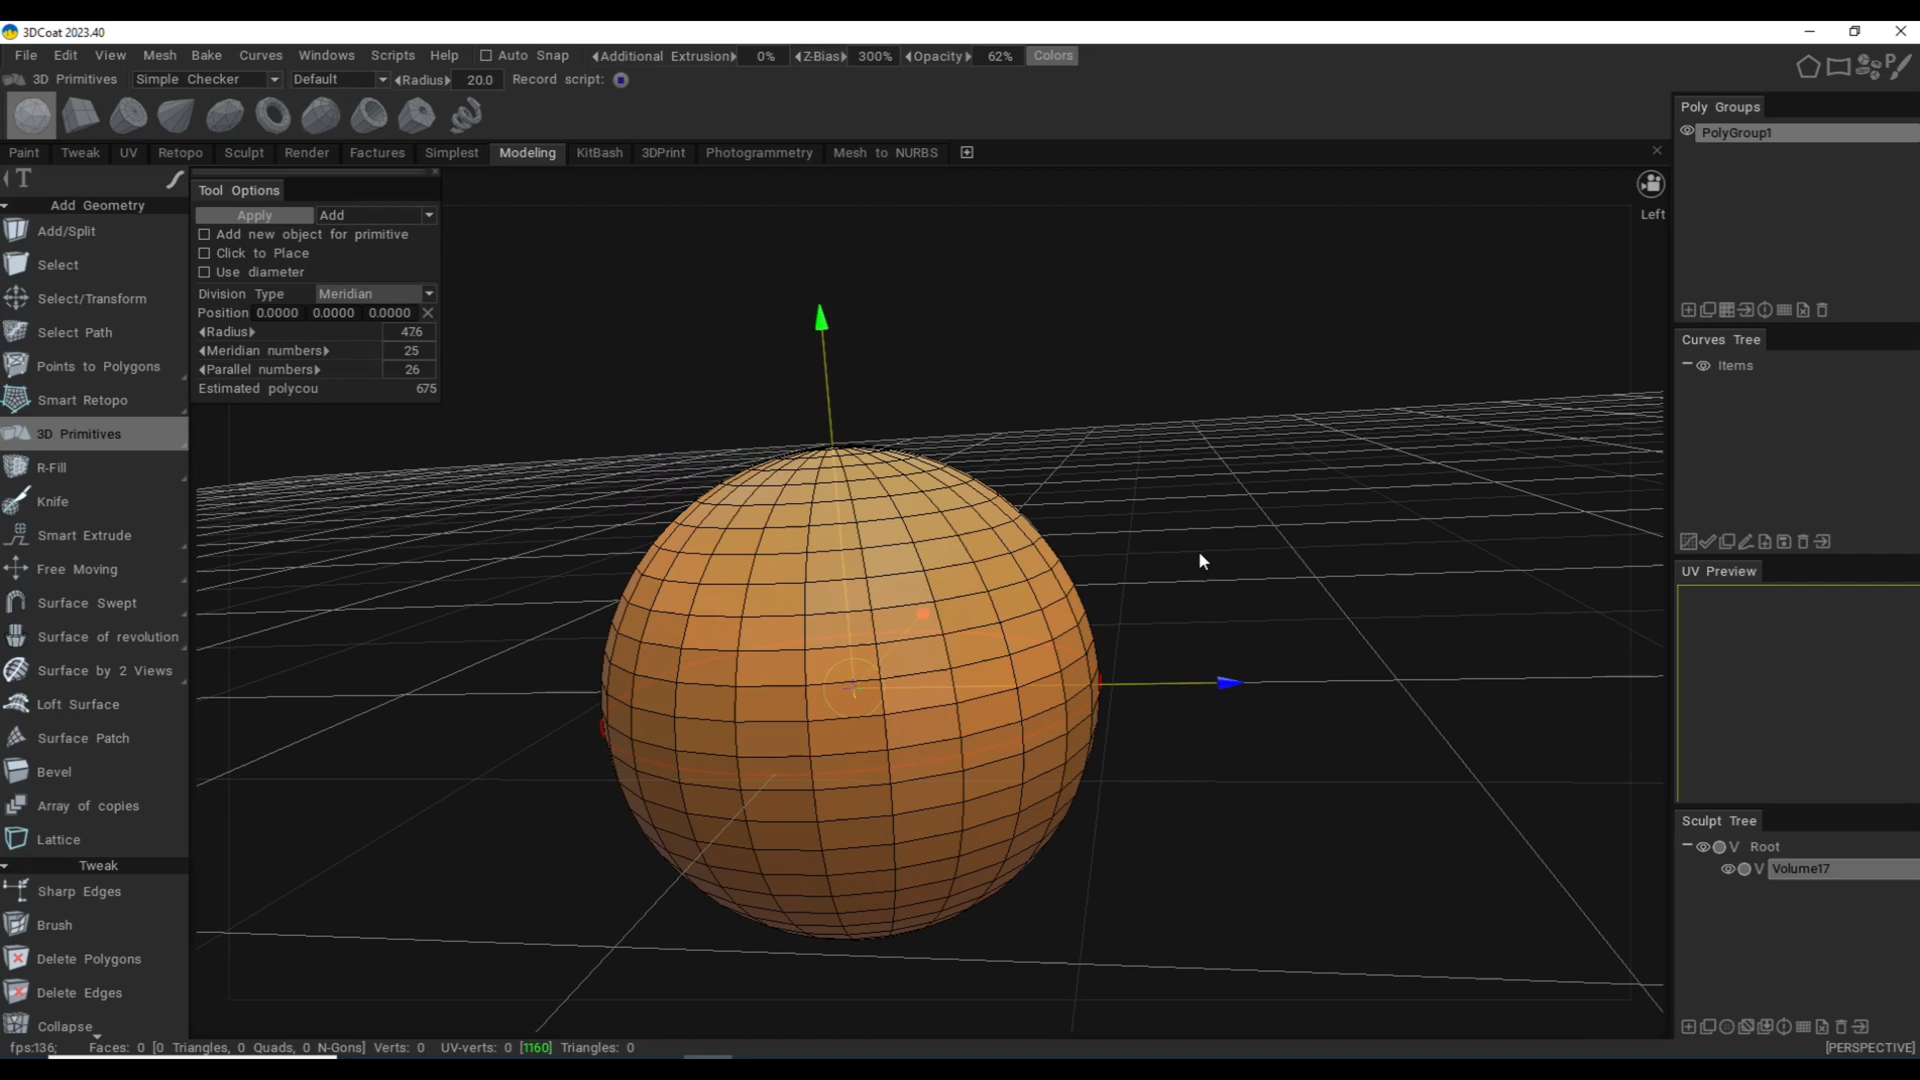 3DCoat 2023.40
File Edit View Mesh Bake Curves Windows Scripts Help Auto Snap Additional Extrusion 0% Z-Bias 300% Opacity 62% Colors
3D Primitives Simple Checker Default Radius 20.0 Record script:
Paint Tweak UV Retopo Sculpt Render Factures Simplest Modeling KitBash 3DPrint Photogrammetry Mesh to NURBS
T
Add Geometry
Add/Split
Select
Select/Transform
Select Path
Points to Polygons
Smart Retopo
3D Primitives
R-Fill
Knife
Smart Extrude
Free Moving
Surface Swept
Surface of revolution
Surface by 2 Views
Loft Surface
Surface Patch
Bevel
Array of copies
Lattice
Tweak
Sharp Edges
Brush
Delete Polygons
Delete Edges
Collapse
Tool Options
Apply Add
Add new object for primitive
Click to Place
Use diameter
Division Type Meridian
Position 0.0000 0.0000 0.0000
Radius 476
Meridian numbers 25
Parallel numbers 26
Estimated polycou 675
Left
Poly Groups
PolyGroup1
Curves Tree
Items
UV Preview
Sculpt Tree
V Root
V Volume17
fps:136; Faces: 0 [0 Triangles, 0 Quads, 0 N-Gons] Verts: 0 UV-verts: 0 [1160] Triangles: 0 [PERSPECTIVE]